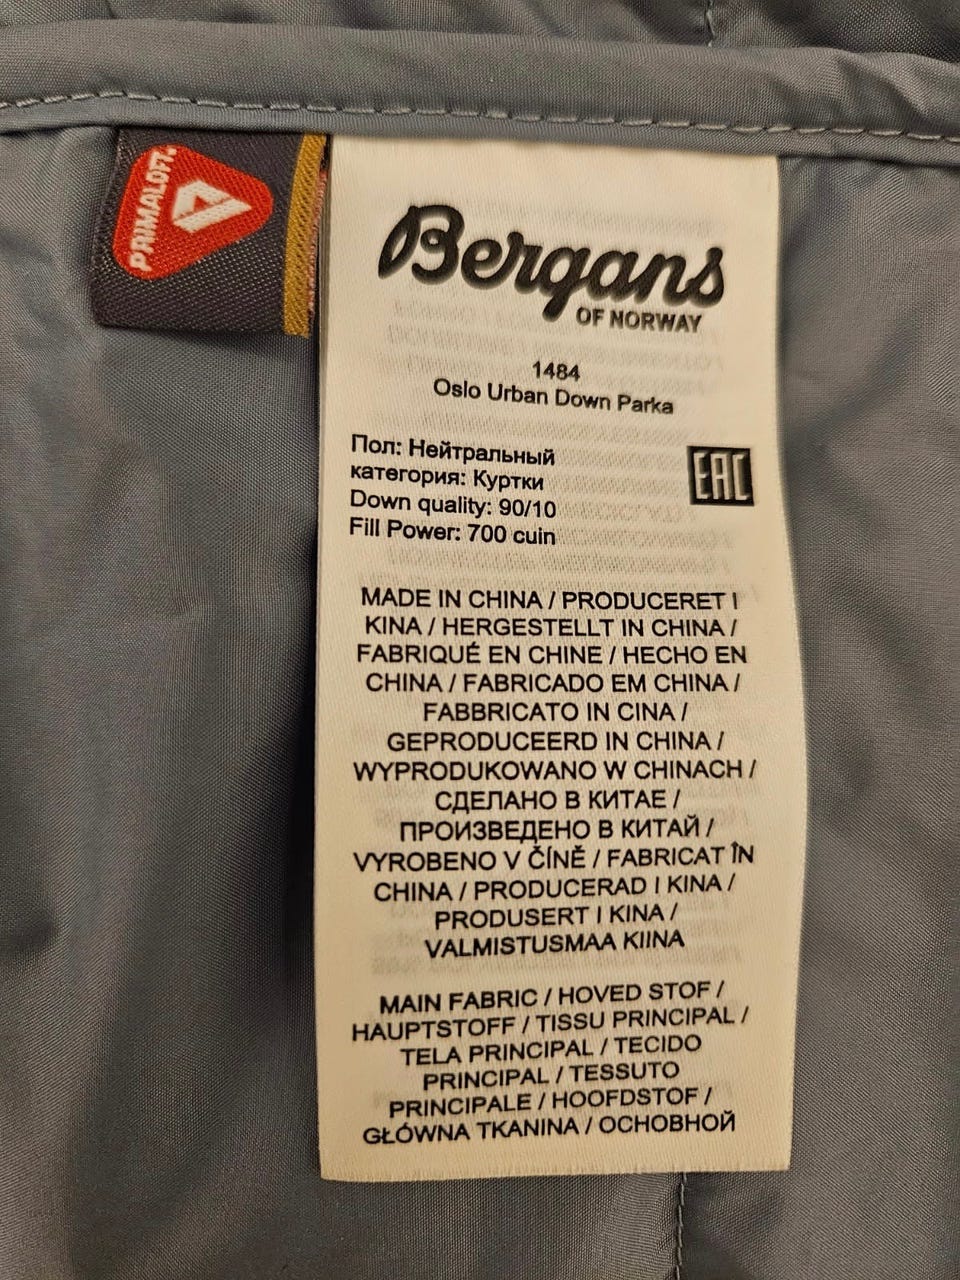 PRIMALOFT
Bergans
OF NORWAY
1484
Oslo Urban Down Parka
Пол: Нейтральный
категория: Куртки
Down quality: 90/10
Fill Power: 700 cuin
EAC
MADE IN CHINA / PRODUCERET I
KINA / HERGESTELLT IN CHINA /
FABRIQUÉ EN CHINE / HECHO EN
CHINA / FABRICADO EM CHINA /
FABBRICATO IN CINA /
GEPRODUCEERD IN CHINA /
WYPRODUKOWANO W CHINACH /
СДЕЛАНО В КИТАЕ /
ПРОИЗВЕДЕНО В КИТАЙ /
VYROBENO V ČÍNĚ / FABRICAT ÎN
CHINA / PRODUCERAD I KINA /
PRODUSERT I KINA /
VALMISTUSMAA KIINA
MAIN FABRIC / HOVED STOF /
HAUPTSTOFF / TISSU PRINCIPAL /
TELA PRINCIPAL / TECIDO
PRINCIPAL / TESSUTO
PRINCIPALE / HOOFDSTOF /
GŁÓWNA TKANINA / ОСНОВНОЙ